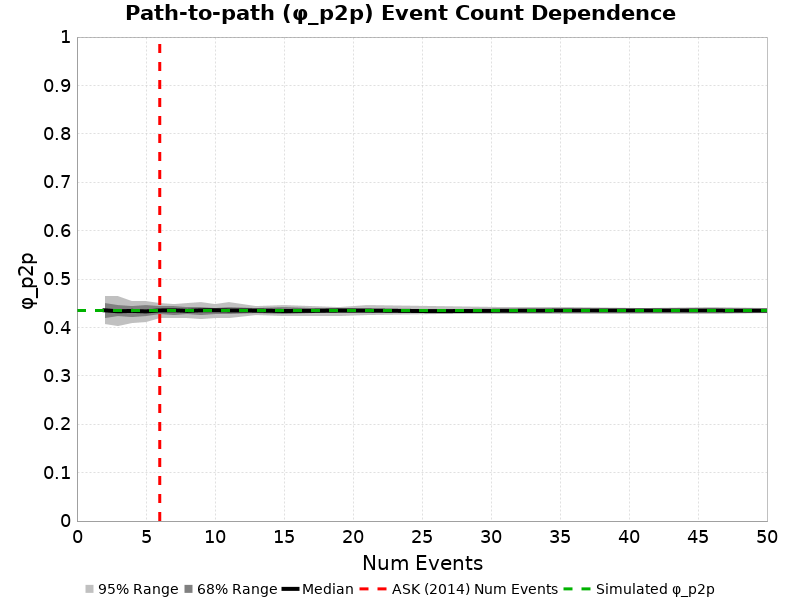 Path-to-path (φ_p2p) Event Count Dependence
1
0.9
0.8
0.7
0.6
0.5
0.4
0.3
0.2
0.1
0
φ_p2p
0 5 10 15 20 25 30 35 40 45 50
Num Events
95% Range 68% Range Median ASK (2014) Num Events Simulated φ_p2p